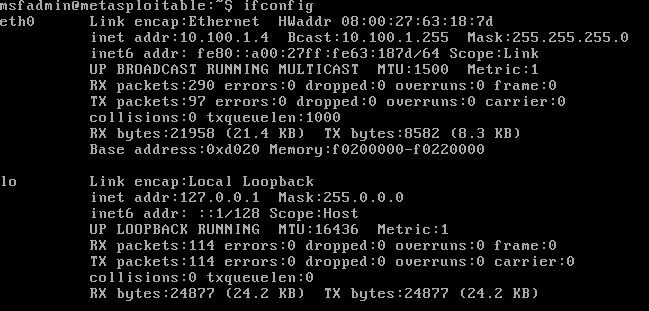 msfadmin@metasploitable:~$ ifconfig
eth0      Link encap:Ethernet  HWaddr 08:00:27:63:18:7d
          inet addr:10.100.1.4  Bcast:10.100.1.255  Mask:255.255.255.0
          inet6 addr: fe80::a00:27ff:fe63:187d/64 Scope:Link
          UP BROADCAST RUNNING MULTICAST  MTU:1500  Metric:1
          RX packets:290 errors:0 dropped:0 overruns:0 frame:0
          TX packets:97 errors:0 dropped:0 overruns:0 carrier:0
          collisions:0 txqueuelen:1000
          RX bytes:21958 (21.4 KB)  TX bytes:8582 (8.3 KB)
          Base address:0xd020 Memory:f0200000-f0220000
lo        Link encap:Local Loopback
          inet addr:127.0.0.1  Mask:255.0.0.0
          inet6 addr: ::1/128 Scope:Host
          UP LOOPBACK RUNNING  MTU:16436  Metric:1
          RX packets:114 errors:0 dropped:0 overruns:0 frame:0
          TX packets:114 errors:0 dropped:0 overruns:0 carrier:0
          collisions:0 txqueuelen:0
          RX bytes:24877 (24.2 KB)  TX bytes:24877 (24.2 KB)